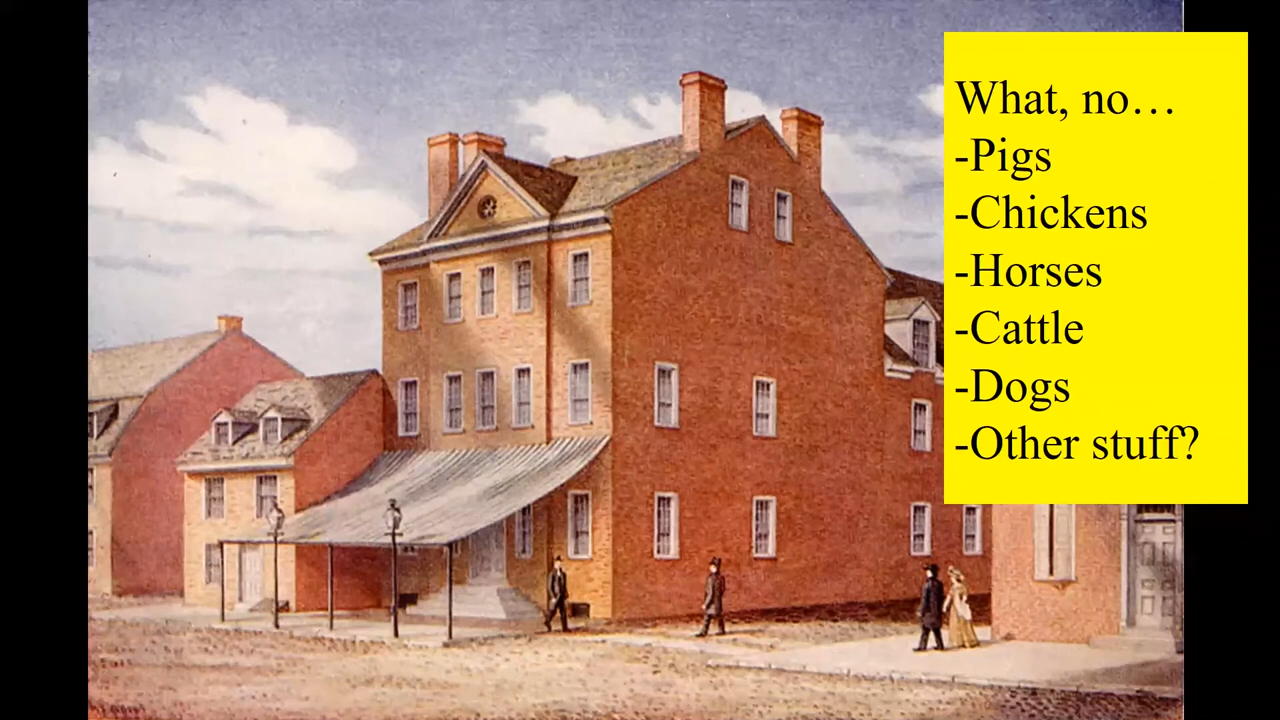 What, no…
-Pigs
-Chickens
-Horses
-Cattle
-Dogs
-Other stuff?